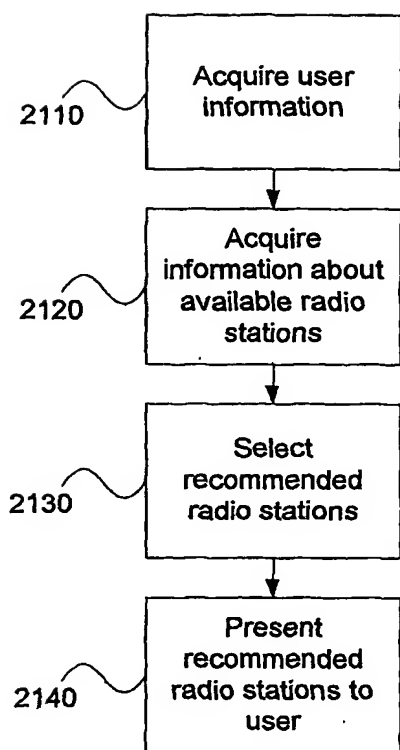 Acquire user
information
2110
Acquire
information about
available radio
stations
2120
Select
recommended
radio stations
2130
Present
recommended
radio stations to
user
2140